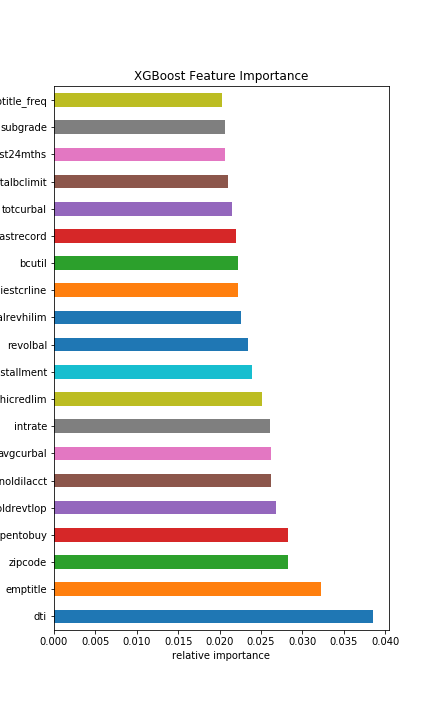 XGBoost Feature Importance
ptitle_freq
subgrade
st24mths
talbclimit
totcurbal
astrecord
bcutil
iestcrline
alrevhilim
revolbal
stallment
hicredlim
intrate
avgcurbal
noldilacct
oldrevtlop
pentobuy
zipcode
emptitle
dti
0.000 0.005 0.010 0.015 0.020 0.025 0.030 0.035 0.040
relative importance